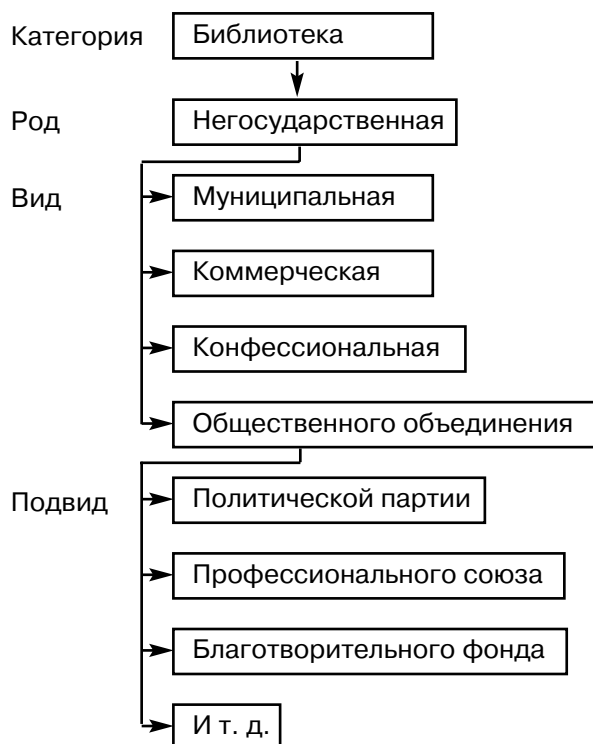 Категория Библиотека
Род Негосударственная
Вид Муниципальная
Коммерческая
Конфессиональная
Общественного объединения
Подвид Политической партии
Профессионального союза
Благотворительного фонда
И т. д.